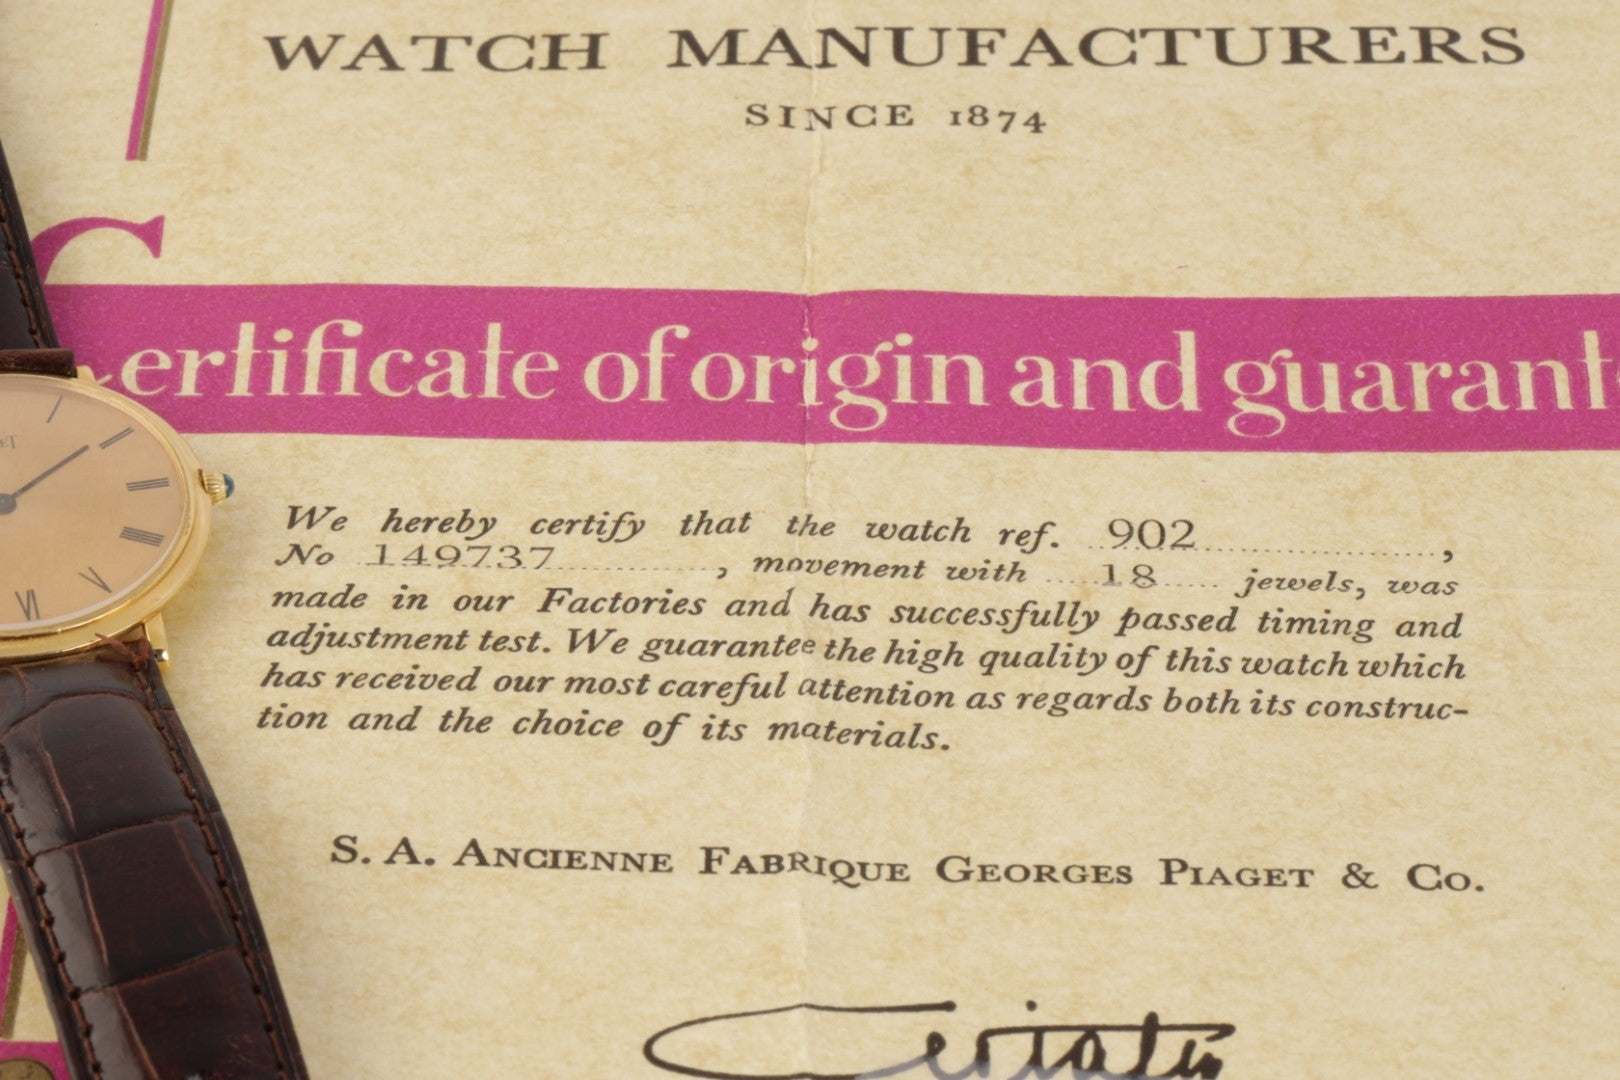 WATCH MANUFACTURERS
SINCE 1874
Certificate of origin and guarant
We hereby certify that the watch ref. 902,
No 149737, movement with 18 jewels, was
made in our Factories and has successfully passed timing and
adjustment test. We guarantee the high quality of this watch which
has received our most careful attention as regards both its construc-
tion and the choice of its materials.
S. A. ANCIENNE FABRIQUE GEORGES PIAGET & CO.